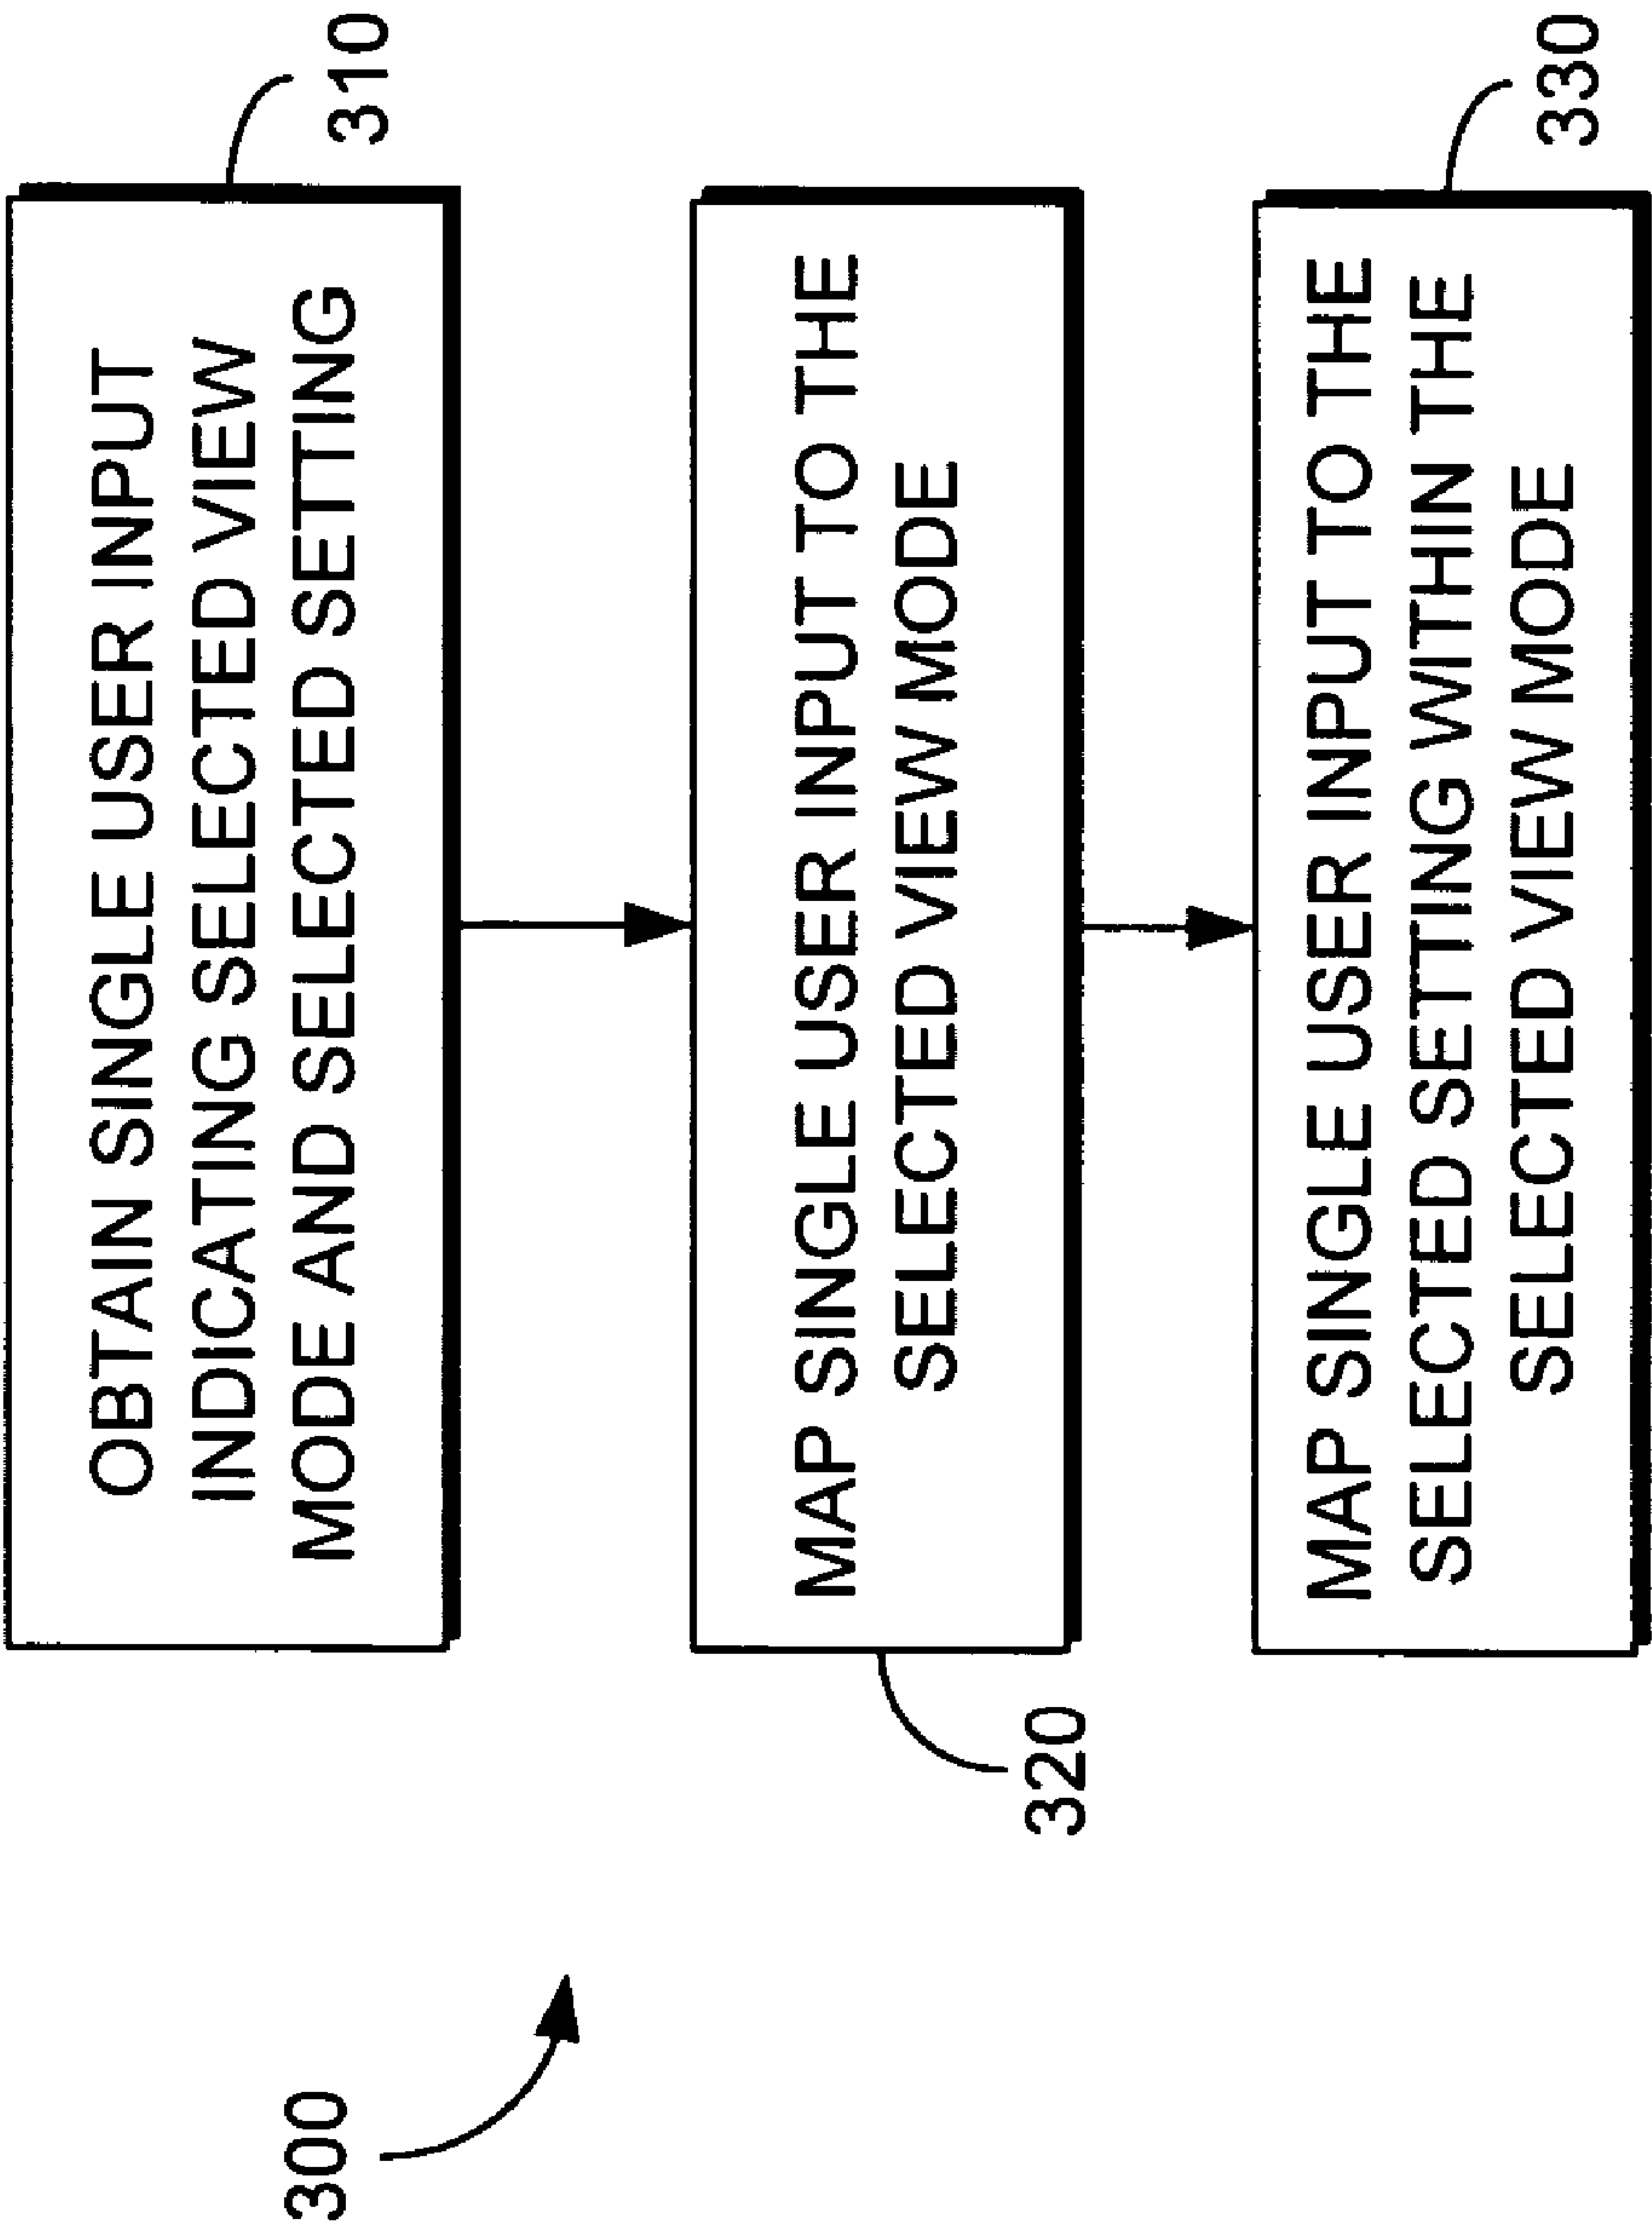 300
310
OBTAIN SINGLE USER INPUT
INDICATING SELECTED VIEW
MODE AND SELECTED SETTING
320
MAP SINGLE USER INPUT TO THE
SELECTED VIEW MODE
330
MAP SINGLE USER INPUT TO THE
SELECTED SETTING WITHIN THE
SELECTED VIEW MODE